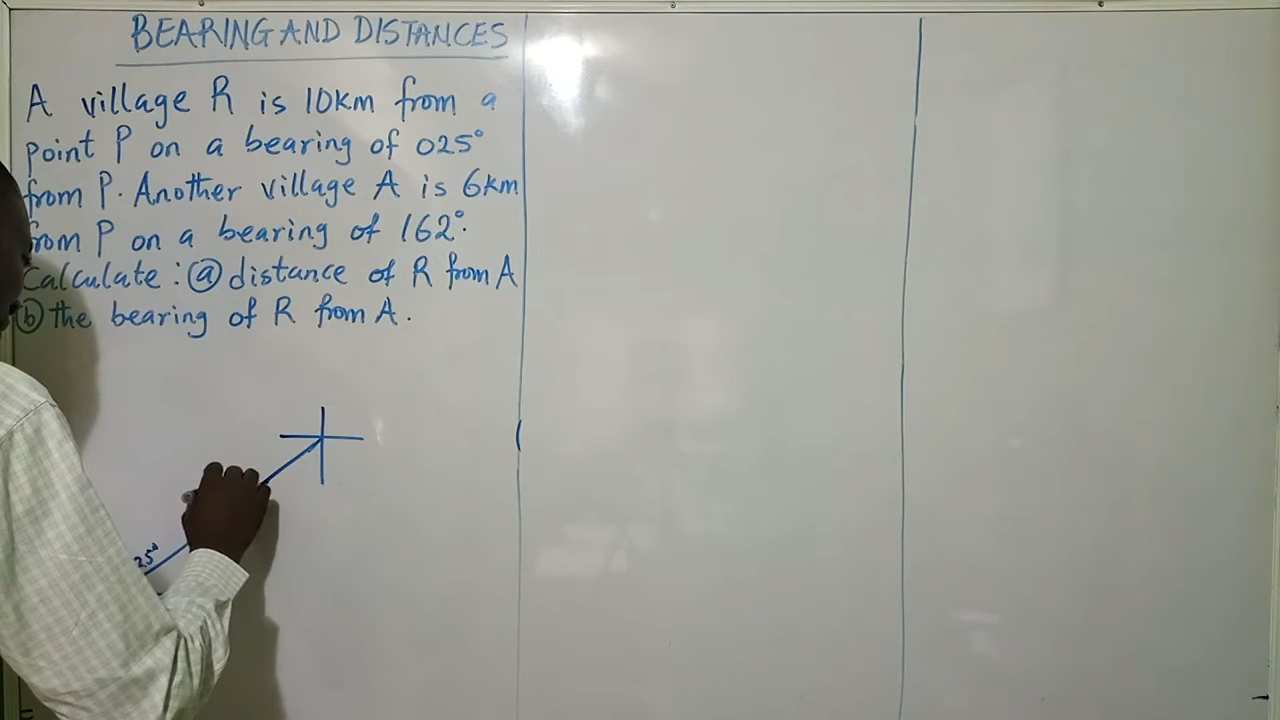 BEARING AND DISTANCES
A village R is 10km from a
point P on a bearing of 025°
from P. Another village A is 6km
from P on a bearing of 162°.
Calculate : ⓐ distance of R from A
ⓑ the bearing of R from A.
25°